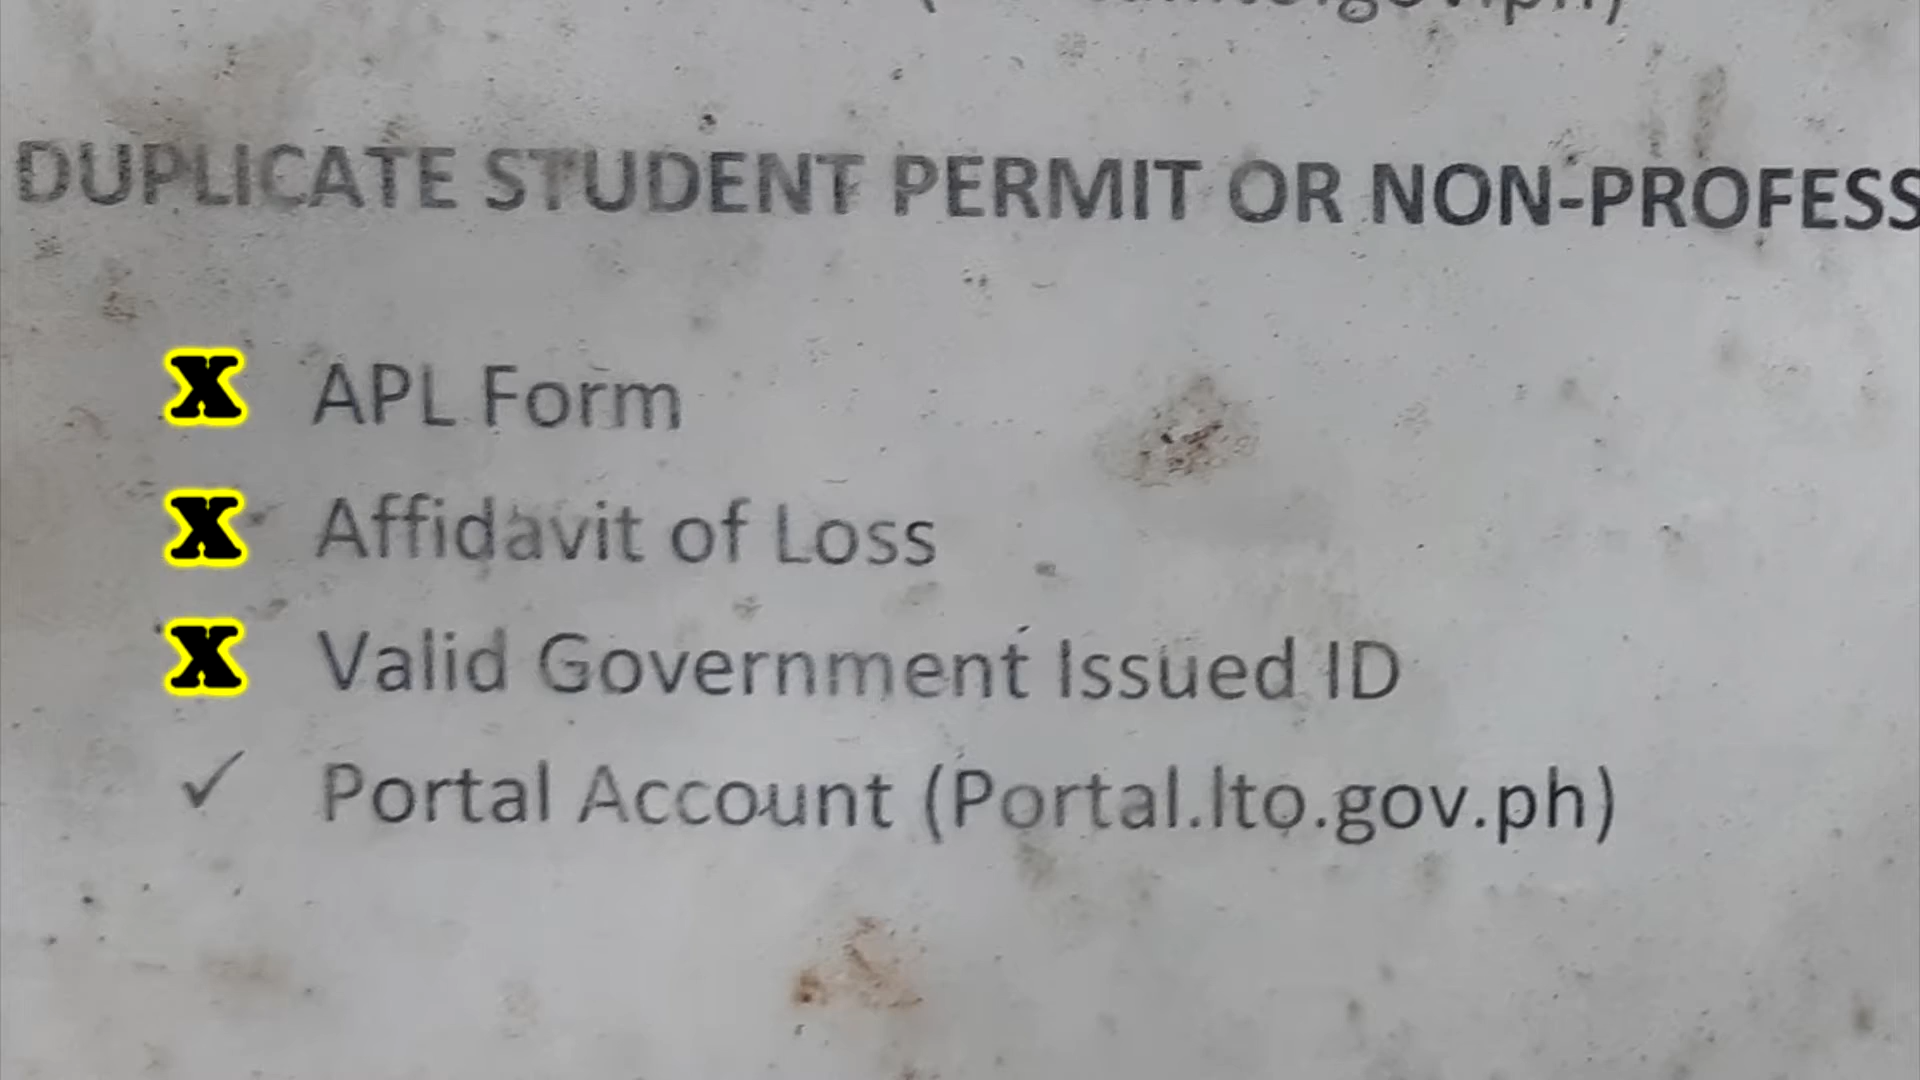 DUPLICATE STUDENT PERMIT OR NON-PROFESS
X APL Form
X Affidavit of Loss
X Valid Government Issued ID
✓ Portal Account (Portal.lto.gov.ph)